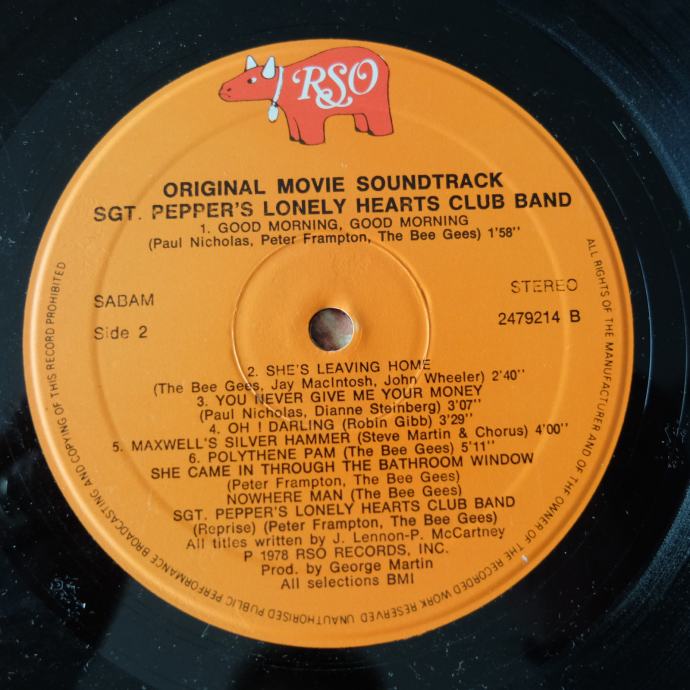 RSO
ORIGINAL MOVIE SOUNDTRACK
SGT. PEPPER'S LONELY HEARTS CLUB BAND
1. GOOD MORNING, GOOD MORNING
(Paul Nicholas, Peter Frampton, The Bee Gees) 1'58''
SABAM
STEREO
Side 2
2479214 B
2. SHE'S LEAVING HOME
(The Bee Gees, Jay MacIntosh, John Wheeler) 2'40''
3. YOU NEVER GIVE ME YOUR MONEY
(Paul Nicholas, Dianne Steinberg) 3'07''
4. OH ! DARLING (Robin Gibb) 3'29''
5. MAXWELL'S SILVER HAMMER (Steve Martin & Chorus) 4'00''
6. POLYTHENE PAM (The Bee Gees) 5'11''
SHE CAME IN THROUGH THE BATHROOM WINDOW
(Peter Frampton, The Bee Gees)
NOWHERE MAN (The Bee Gees)
SGT. PEPPER'S LONELY HEARTS CLUB BAND
(Reprise) (Peter Frampton, The Bee Gees)
All titles written by J. Lennon-P. McCartney
P 1978 RSO RECORDS, INC.
Prod. by George Martin
All selections BMI
ALL RIGHTS OF THE MANUFACTURER AND OF THE OWNER OF THE RECORDED WORK RESERVED UNAUTHORISED PUBLIC PERFORMANCE BROADCASTING AND COPYING OF THIS RECORD PROHIBITED